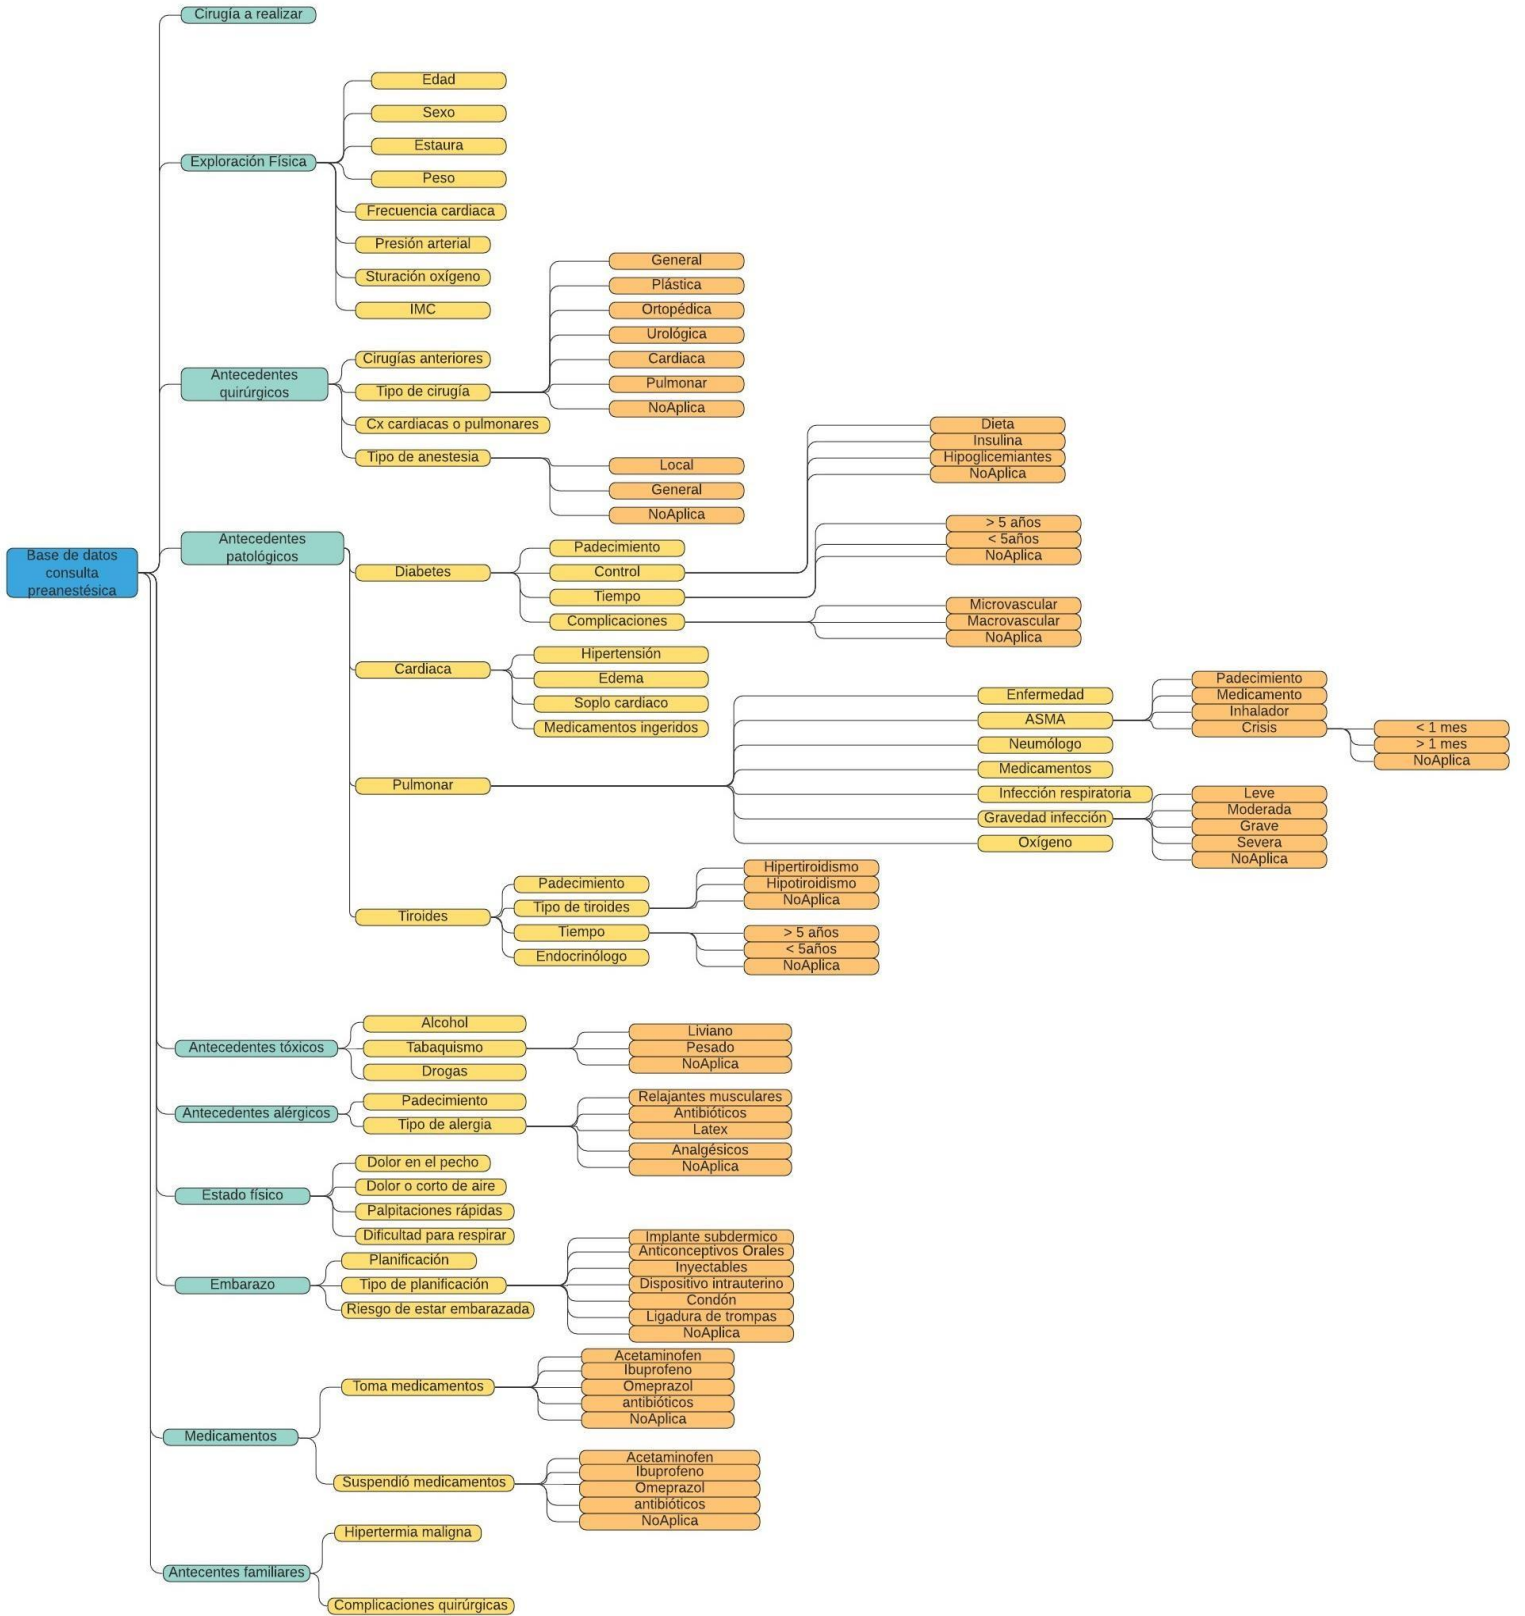 Base de datos
consulta
preanestésica
Cirugía a realizar
Exploración Física
Edad
Sexo
Estaura
Peso
Frecuencia cardiaca
Presión arterial
Sturación oxígeno
IMC
Antecedentes
quirúrgicos
Cirugías anteriores
Tipo de cirugía
General
Plástica
Ortopédica
Urológica
Cardiaca
Pulmonar
NoAplica
Cx cardiacas o pulmonares
Tipo de anestesia
Local
General
NoAplica
Antecedentes
patológicos
Diabetes
Padecimiento
Control
Dieta
Insulina
Hipoglicemiantes
NoAplica
Tiempo
> 5 años
< 5años
NoAplica
Complicaciones
Microvascular
Macrovascular
NoAplica
Cardiaca
Hipertensión
Edema
Soplo cardiaco
Medicamentos ingeridos
Pulmonar
Enfermedad
ASMA
Padecimiento
Medicamento
Inhalador
Crisis
< 1 mes
> 1 mes
NoAplica
Neumólogo
Medicamentos
Infección respiratoria
Gravedad infección
Leve
Moderada
Grave
Severa
NoAplica
Oxígeno
Tiroides
Padecimiento
Tipo de tiroides
Hipertiroidismo
Hipotiroidismo
NoAplica
Tiempo
> 5 años
< 5años
NoAplica
Endocrinólogo
Antecedentes tóxicos
Alcohol
Tabaquismo
Liviano
Pesado
NoAplica
Drogas
Antecedentes alérgicos
Padecimiento
Tipo de alergia
Relajantes musculares
Antibióticos
Latex
Analgésicos
NoAplica
Estado físico
Dolor en el pecho
Dolor o corto de aire
Palpitaciones rápidas
Dificultad para respirar
Embarazo
Planificación
Tipo de planificación
Implante subdermico
Anticonceptivos Orales
Inyectables
Dispositivo intrauterino
Condón
Ligadura de trompas
NoAplica
Riesgo de estar embarazada
Medicamentos
Toma medicamentos
Acetaminofen
Ibuprofeno
Omeprazol
antibióticos
NoAplica
Suspendió medicamentos
Acetaminofen
Ibuprofeno
Omeprazol
antibióticos
NoAplica
Antecentes familiares
Hipertermia maligna
Complicaciones quirúrgicas